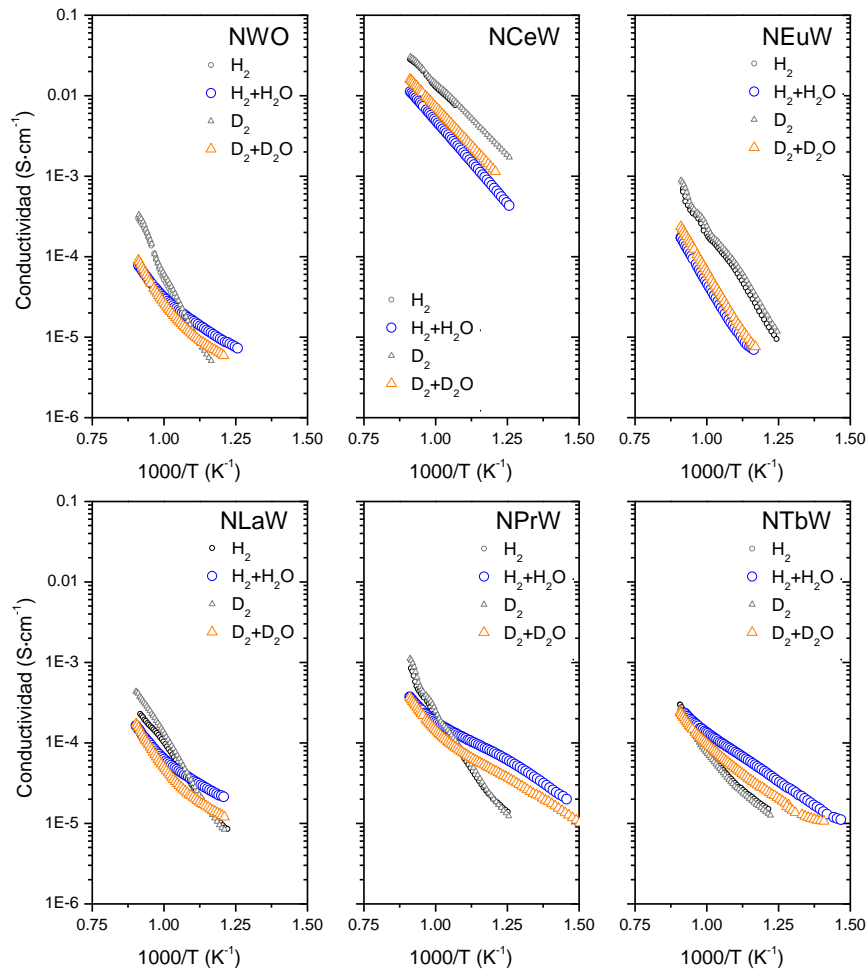 NWO
H2
H2+H2O
D2
D2+D2O
0.1
0.01
1E-3
1E-4
1E-5
1E-6
Conductividad (S·cm-1)
0.75 1.00 1.25 1.50
1000/T (K-1)
NCeW
H2
H2+H2O
D2
D2+D2O
0.75 1.00 1.25 1.50
1000/T (K-1)
NEuW
H2
H2+H2O
D2
D2+D2O
0.75 1.00 1.25 1.50
1000/T (K-1)
NLaW
H2
H2+H2O
D2
D2+D2O
0.1
0.01
1E-3
1E-4
1E-5
1E-6
Conductividad (S·cm-1)
0.75 1.00 1.25 1.50
1000/T (K-1)
NPrW
H2
H2+H2O
D2
D2+D2O
0.75 1.00 1.25 1.50
1000/T (K-1)
NTbW
H2
H2+H2O
D2
D2+D2O
0.75 1.00 1.25 1.50
1000/T (K-1)